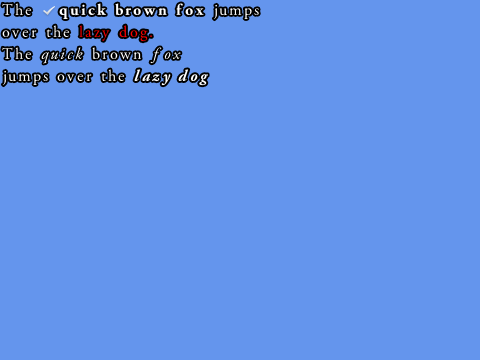 The ✓quick brown fox jumps
over the lazy dog.
The quick brown fox
jumps over the lazy dog